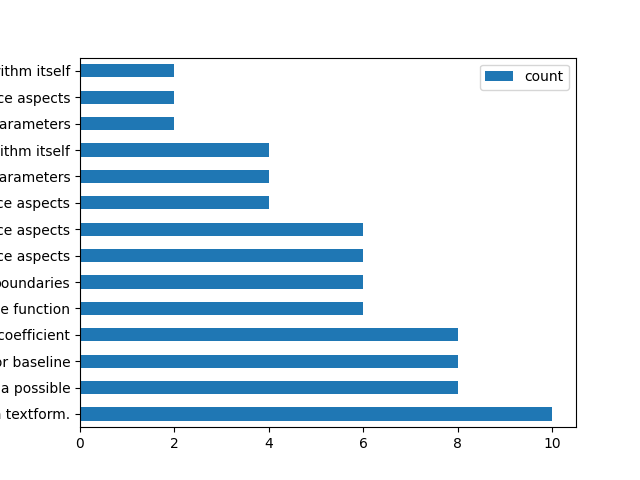 ithm itself
ce aspects
arameters
ithm itself
arameters
ce aspects
ce aspects
ce aspects
boundaries
e function
coefficient
or baseline
a possible
textform.
count
0 2 4 6 8 10